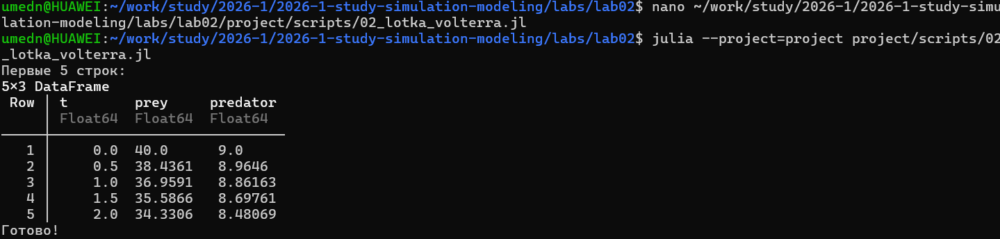 umedn@HUAWEI:~/work/study/2026-1/2026-1-study-simulation-modeling/labs/lab02$ nano ~/work/study/2026-1/2026-1-study-simu
lation-modeling/labs/lab02/project/scripts/02_lotka_volterra.jl
umedn@HUAWEI:~/work/study/2026-1/2026-1-study-simulation-modeling/labs/lab02$ julia --project=project project/scripts/02
_lotka_volterra.jl
Первые 5 строк:
5×3 DataFrame
Row │ t prey predator
│ Float64 Float64 Float64
1 │ 0.0 40.0 9.0
2 │ 0.5 38.4361 8.9646
3 │ 1.0 36.9591 8.86163
4 │ 1.5 35.5866 8.69761
5 │ 2.0 34.3306 8.48069
Готово!